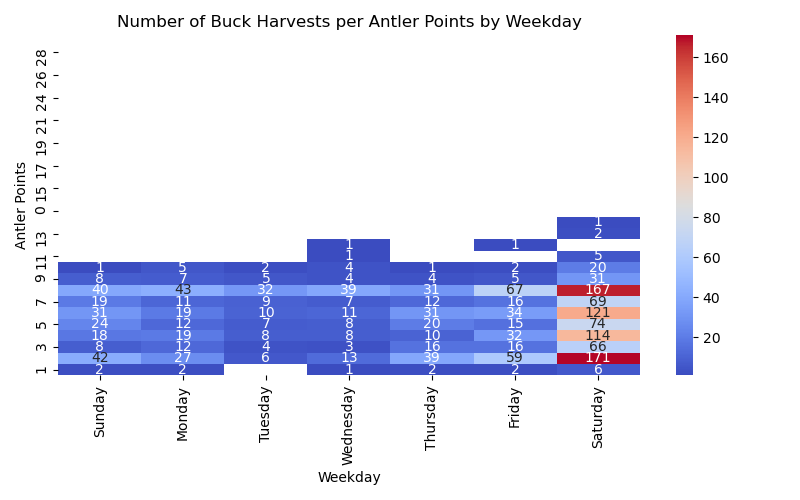 Number of Buck Harvests per Antler Points by Weekday
Antler Points
28
26
24
21
19
17
15
0
13
11
9
7
5
3
1
1
2
1 1
1 5
1 5 2 4 1 2 20
8 7 5 4 4 5 31
40 43 32 39 31 67 167
19 11 9 7 12 16 69
31 19 10 11 31 34 121
24 12 7 8 20 15 74
18 19 8 8 10 32 114
8 12 4 3 16 16 66
42 27 6 13 39 59 171
2 2 1 2 2 6
Sunday
Monday
Tuesday
Wednesday
Thursday
Friday
Saturday
Weekday
160
140
120
100
80
60
40
20